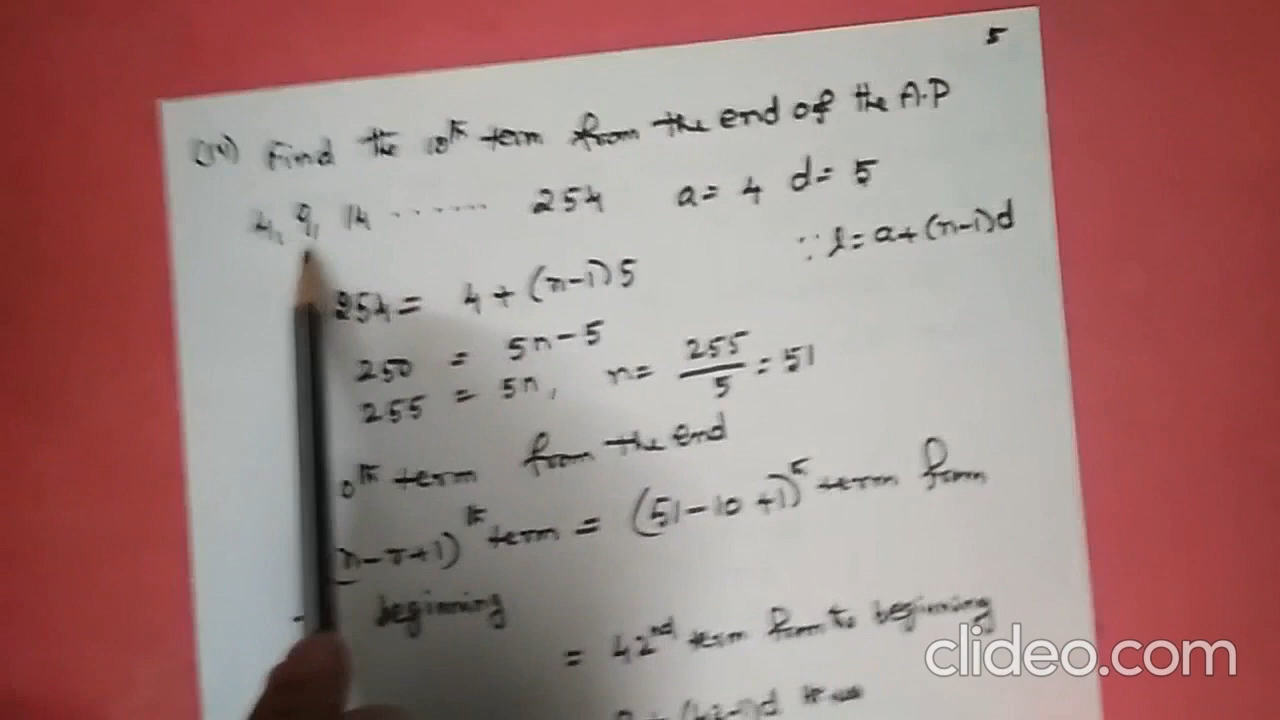 5
(iv) Find the 10th term from the end of the A.P
4, 9, 14 ....... 254 a= 4 d= 5
254= 4+(n-1)5 ∵ l= a+(n-1)d
250 = 5n-5
255 = 5n, n= 255/5 = 51
0th term from the end
(n-r+1)th term = (51-10+1)th term from
beginning
= 42nd term from the beginning
+(42-1)d
clideo.com